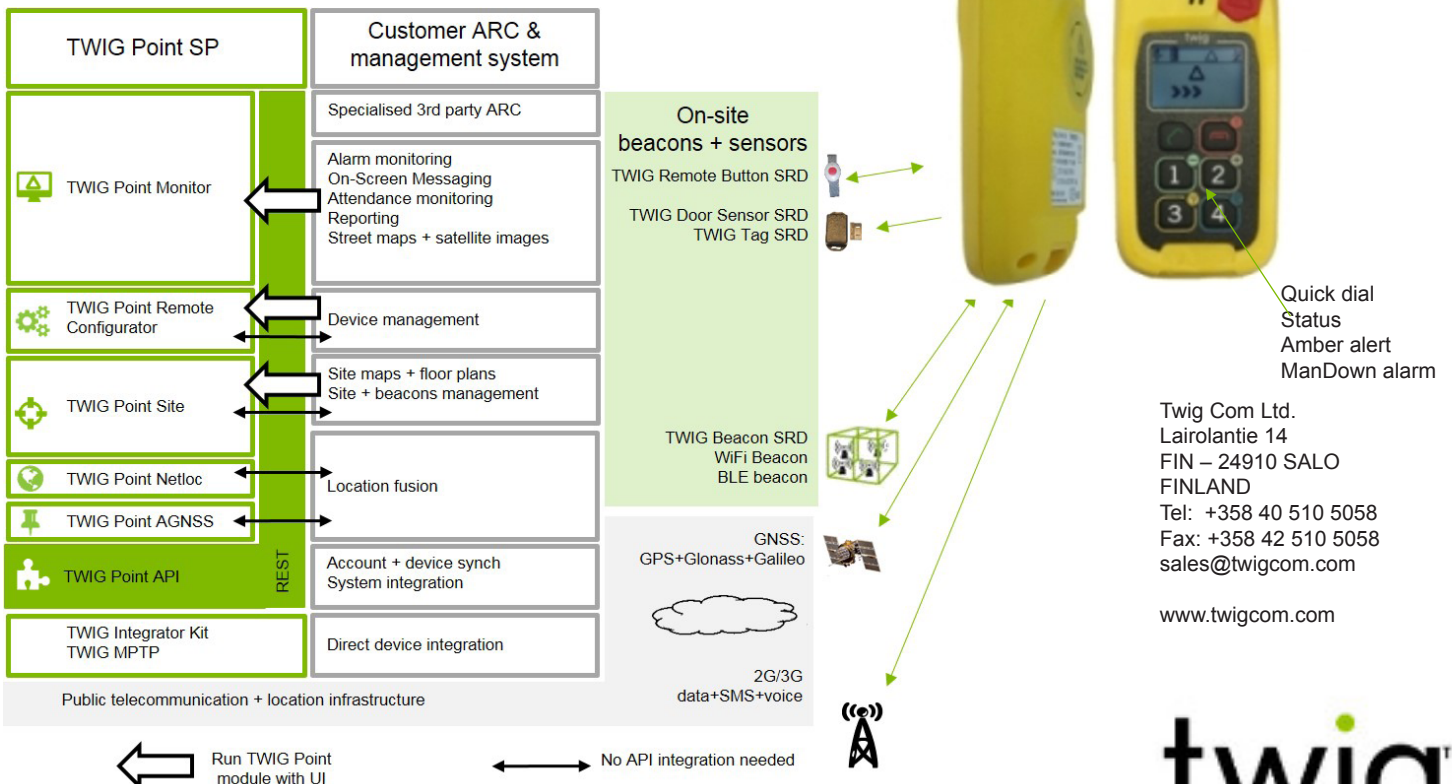 TWIG Point SP
Customer ARC &
management system
TWIG Point Monitor
TWIG Point Remote
Configurator
TWIG Point Site
TWIG Point Netloc
TWIG Point AGNSS
TWIG Point API
REST
TWIG Integrator Kit
TWIG MPTP
Specialised 3rd party ARC
Alarm monitoring
On-Screen Messaging
Attendance monitoring
Reporting
Street maps + satellite images
Device management
Site maps + floor plans
Site + beacons management
Location fusion
Account + device synch
System integration
Direct device integration
Public telecommunication + location infrastructure
On-site
beacons + sensors
TWIG Remote Button SRD
TWIG Door Sensor SRD
TWIG Tag SRD
TWIG Beacon SRD
WiFi Beacon
BLE beacon
GNSS:
GPS+Glonass+Galileo
2G/3G
data+SMS+voice
Run TWIG Point
module with UI
No API integration needed
twig
1 2
3 4
Quick dial
Status
Amber alert
ManDown alarm
Twig Com Ltd.
Lairolantie 14
FIN – 24910 SALO
FINLAND
Tel: +358 40 510 5058
Fax: +358 42 510 5058
sales@twigcom.com
www.twigcom.com
twig